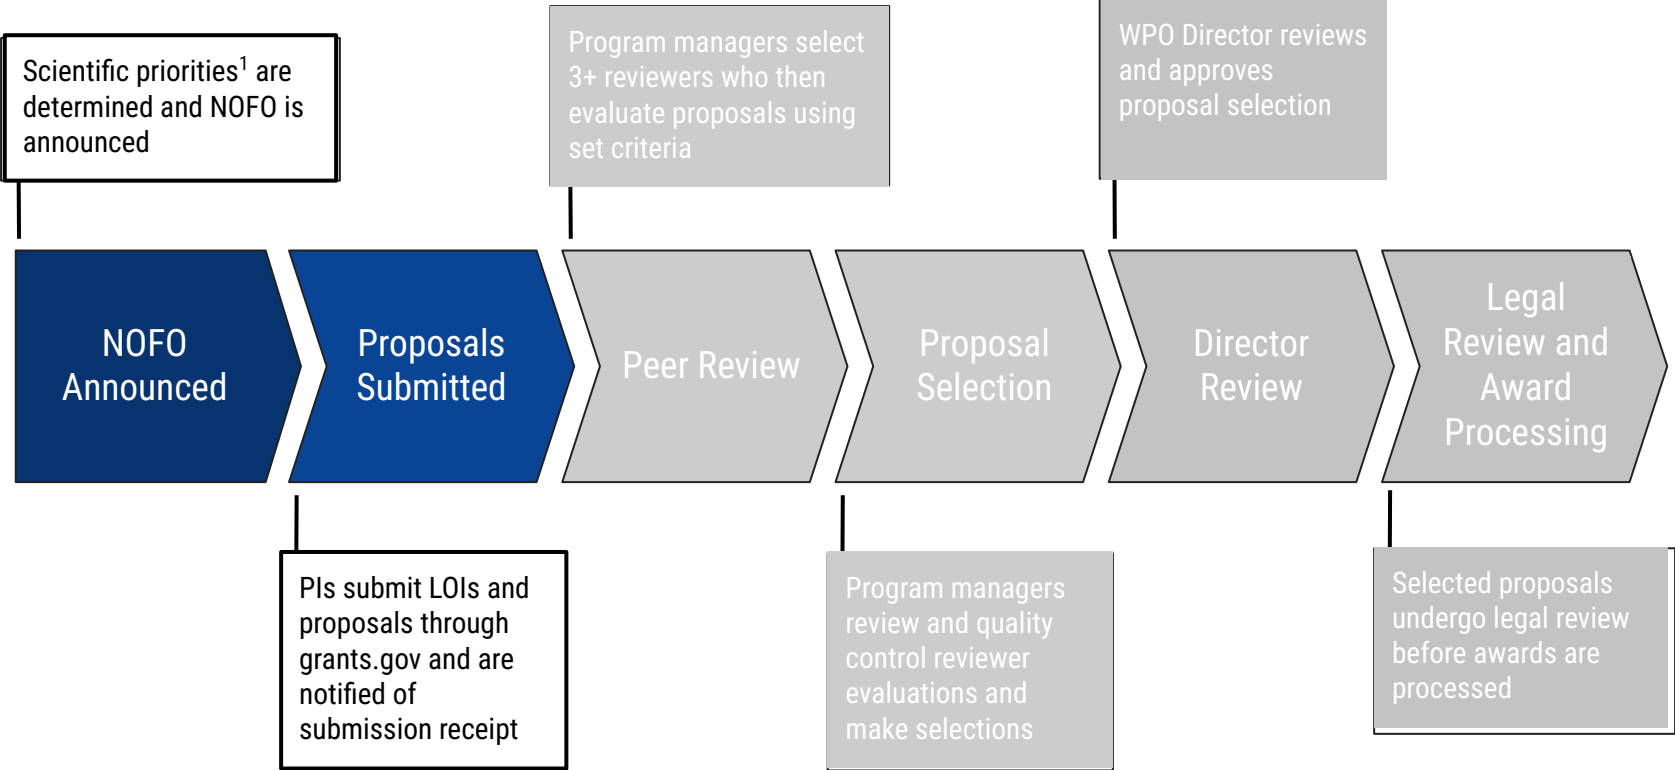 Scientific priorities¹ are
determined and NOFO is
announced
Program managers select
3+ reviewers who then
evaluate proposals using
set criteria
WPO Director reviews
and approves
proposal selection
NOFO
Announced
Proposals
Submitted
Peer Review
Proposal
Selection
Director
Review
Legal
Review and
Award
Processing
PIs submit LOIs and
proposals through
grants.gov and are
notified of
submission receipt
Program managers
review and quality
control reviewer
evaluations and
make selections
Selected proposals
undergo legal review
before awards are
processed